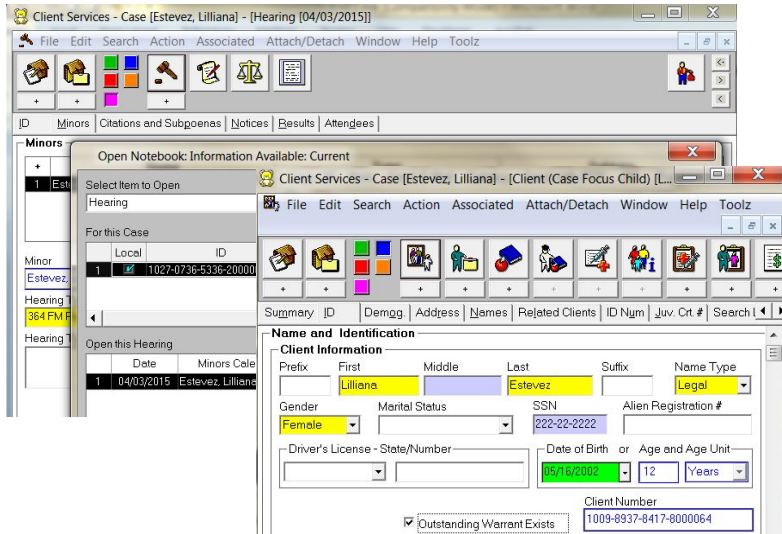 Client Services - Case [Estevez, Lilliana] - [Hearing [04/03/2015]]
File Edit Search Action Associated Attach/Detach Window Help Toolz
ID Minors Citations and Subpoenas Notices Results Attendees
Minors
1
Minor
Estevez,
Hearing
364 FM
Hearing
Open Notebook: Information Available: Current
Select Item to Open
Hearing
For this Case
Local ID
1 1027-0736-5336-20000
Open this Hearing
Date Minors Cale
1 04/03/2015 Estevez, Lilliana
Client Services - Case [Estevez, Lilliana] - [Client (Case Focus Child) [L...
File Edit Search Action Associated Attach/Detach Window Help Toolz
Summary ID Demog. Address Names Related Clients ID Num Juv. Crt. # Search
Name and Identification
Client Information
Prefix First Middle Last Suffix Name Type
Lilliana Estevez Legal
Gender Marital Status SSN Alien Registration #
Female 222-22-2222
Driver's License - State/Number Date of Birth or Age and Age Unit
05/16/2002 12 Years
Client Number
Outstanding Warrant Exists 1009-8937-8417-8000064